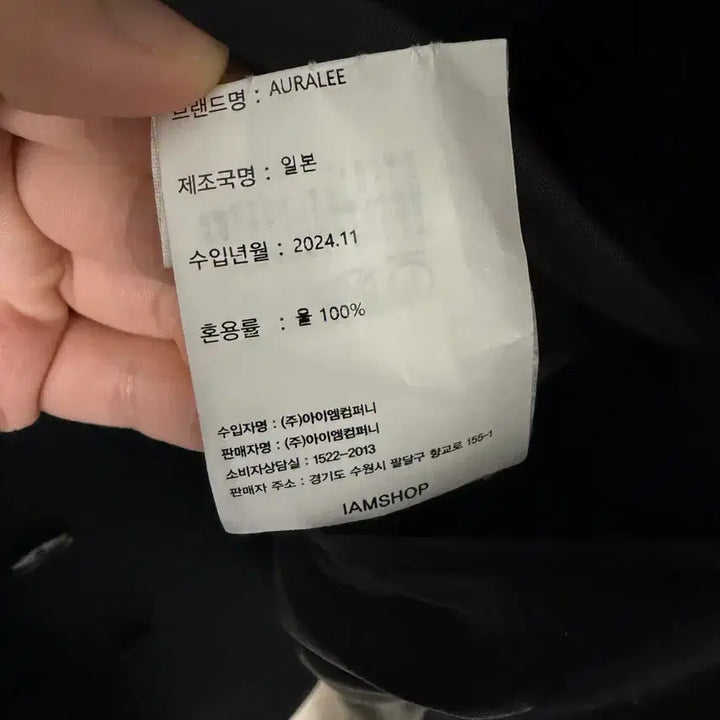 브랜드명 : AURALEE
제조국명 : 일본
수입년월 : 2024.11
혼용률 : 울 100%
수입자명 : (주)아이엠컴퍼니
판매자명 : (주)아이엠컴퍼니
소비자상담실 : 1522-2013
판매자 주소 : 경기도 수원시 팔달구 향교로 155-1
IAMSHOP